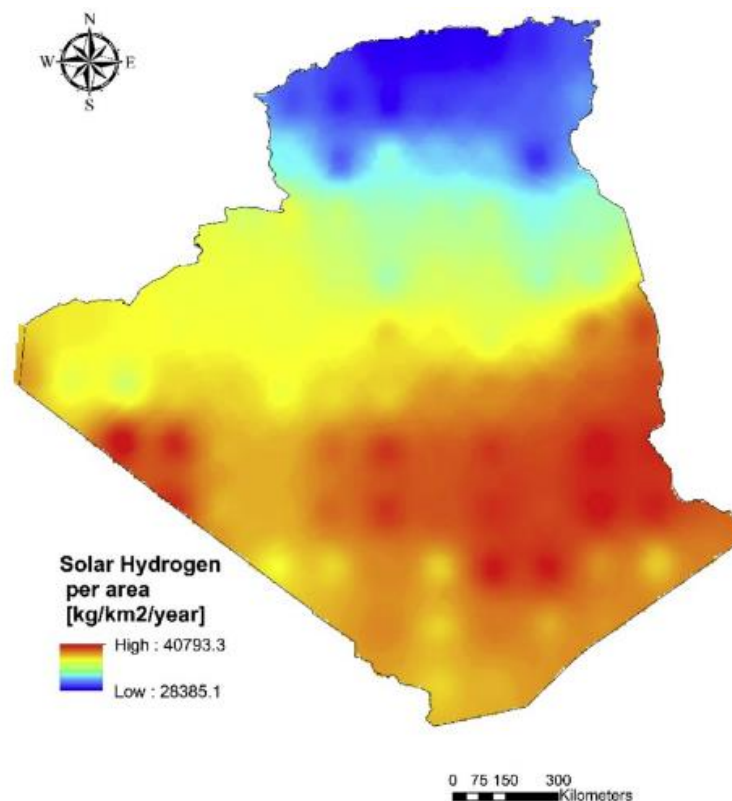 N
W E
S
Solar Hydrogen
per area
[kg/km2/year]
High : 40793.3
Low : 28385.1
0 75 150 300
Kilometers